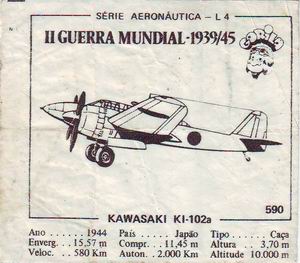 SÉRIE AERONÁUTICA - L 4
II GUERRA MUNDIAL-1939/45
KAWASAKI KI-102a
590
Ano . . . . 1944 País . . . . Japão Tipo . . . . . Caça
Enverg. . . 15,57 m Compr. . . 11,45 m Altura . . 3,70 m
Veloc. . . 580 Km Auton. . 2.000 Km Altitude 10.000 m